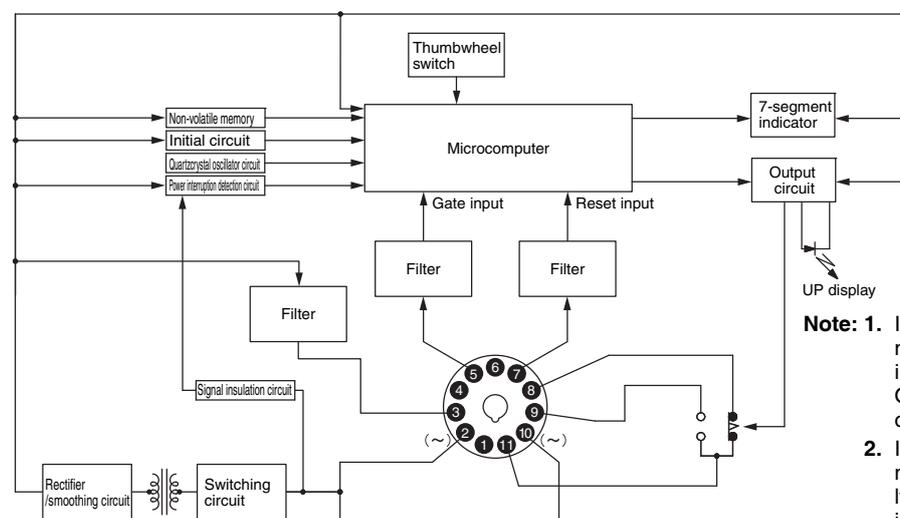 Thumbwheel
switch
Non-volatile memory
Initial circuit
Quartzcrystal oscillator circuit
Power interruption detection circuit
Microcomputer
7-segment
indicator
Output
circuit
Gate input
Reset input
Filter
Filter
UP display
Filter
Note: 1. I
Signal insulation circuit
5 6 7
4 8
3 9
2 10
1 11
(~) (~)
2. I
Rectifier
/smoothing circuit
Switching
circuit